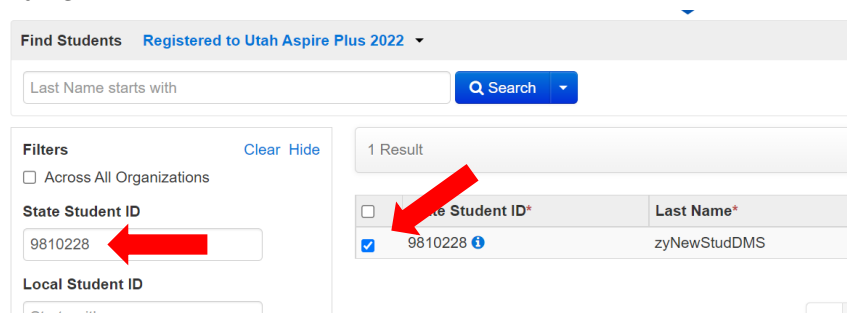 Find Students Registered to Utah Aspire Plus 2022
Last Name starts with
Search
Filters Clear Hide
Across All Organizations
State Student ID
9810228
Local Student ID
1 Result
Student ID* Last Name*
9810228 zyNewStudDMS